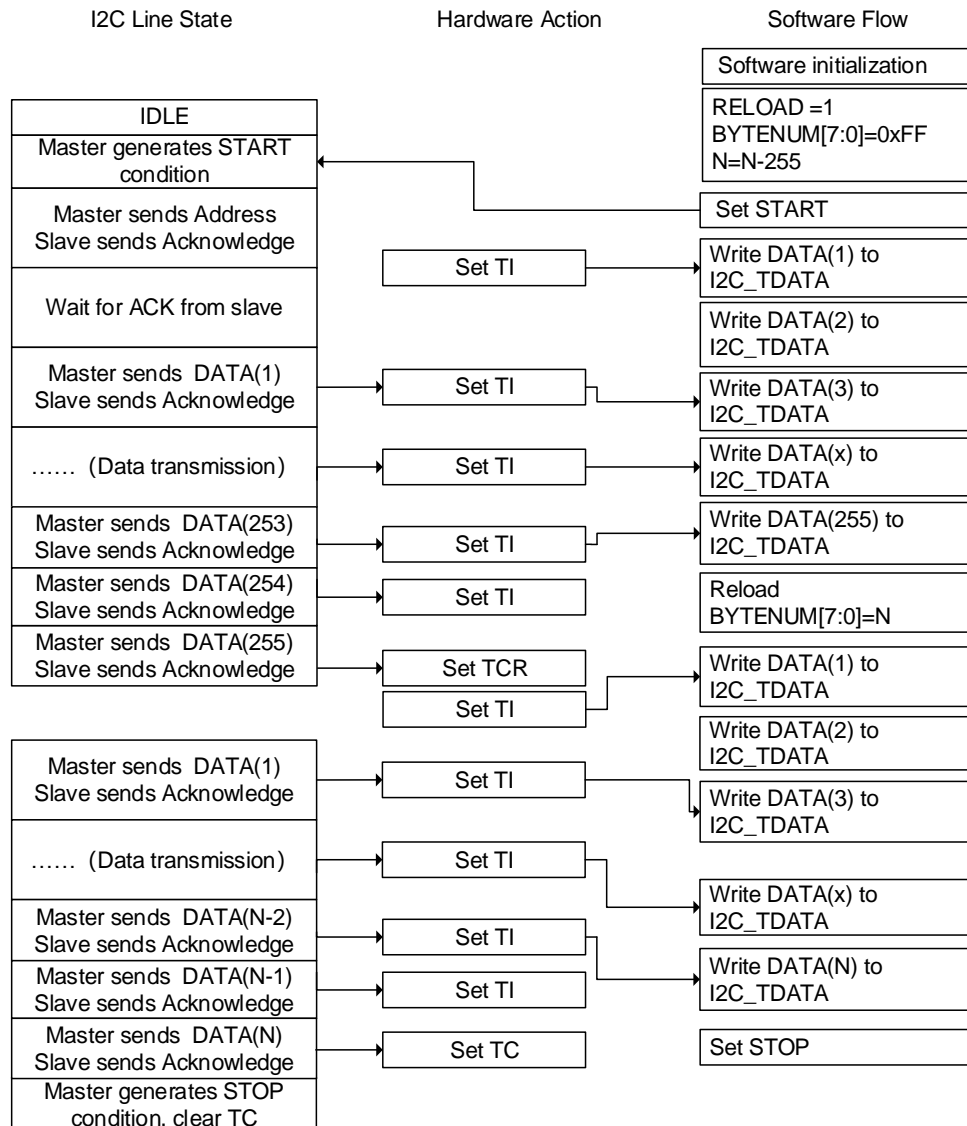 I2C Line State
Hardware Action
Software Flow
Software initialization
RELOAD =1
BYTENUM[7:0]=0xFF
N=N-255
IDLE
Master generates START
condition
Set START
Master sends Address
Slave sends Acknowledge
Set TI
Write DATA(1) to
I2C_TDATA
Wait for ACK from slave
Write DATA(2) to
I2C_TDATA
Master sends DATA(1)
Slave sends Acknowledge
Set TI
Write DATA(3) to
I2C_TDATA
...... (Data transmission)
Set TI
Write DATA(x) to
I2C_TDATA
Master sends DATA(253)
Slave sends Acknowledge
Set TI
Write DATA(255) to
I2C_TDATA
Master sends DATA(254)
Slave sends Acknowledge
Set TI
Reload
BYTENUM[7:0]=N
Master sends DATA(255)
Slave sends Acknowledge
Set TCR
Set TI
Write DATA(1) to
I2C_TDATA
Write DATA(2) to
I2C_TDATA
Master sends DATA(1)
Slave sends Acknowledge
Set TI
Write DATA(3) to
I2C_TDATA
...... (Data transmission)
Set TI
Write DATA(x) to
I2C_TDATA
Master sends DATA(N-2)
Slave sends Acknowledge
Set TI
Write DATA(N) to
I2C_TDATA
Master sends DATA(N-1)
Slave sends Acknowledge
Set TI
Master sends DATA(N)
Slave sends Acknowledge
Set TC
Set STOP
Master generates STOP
condition, clear TC